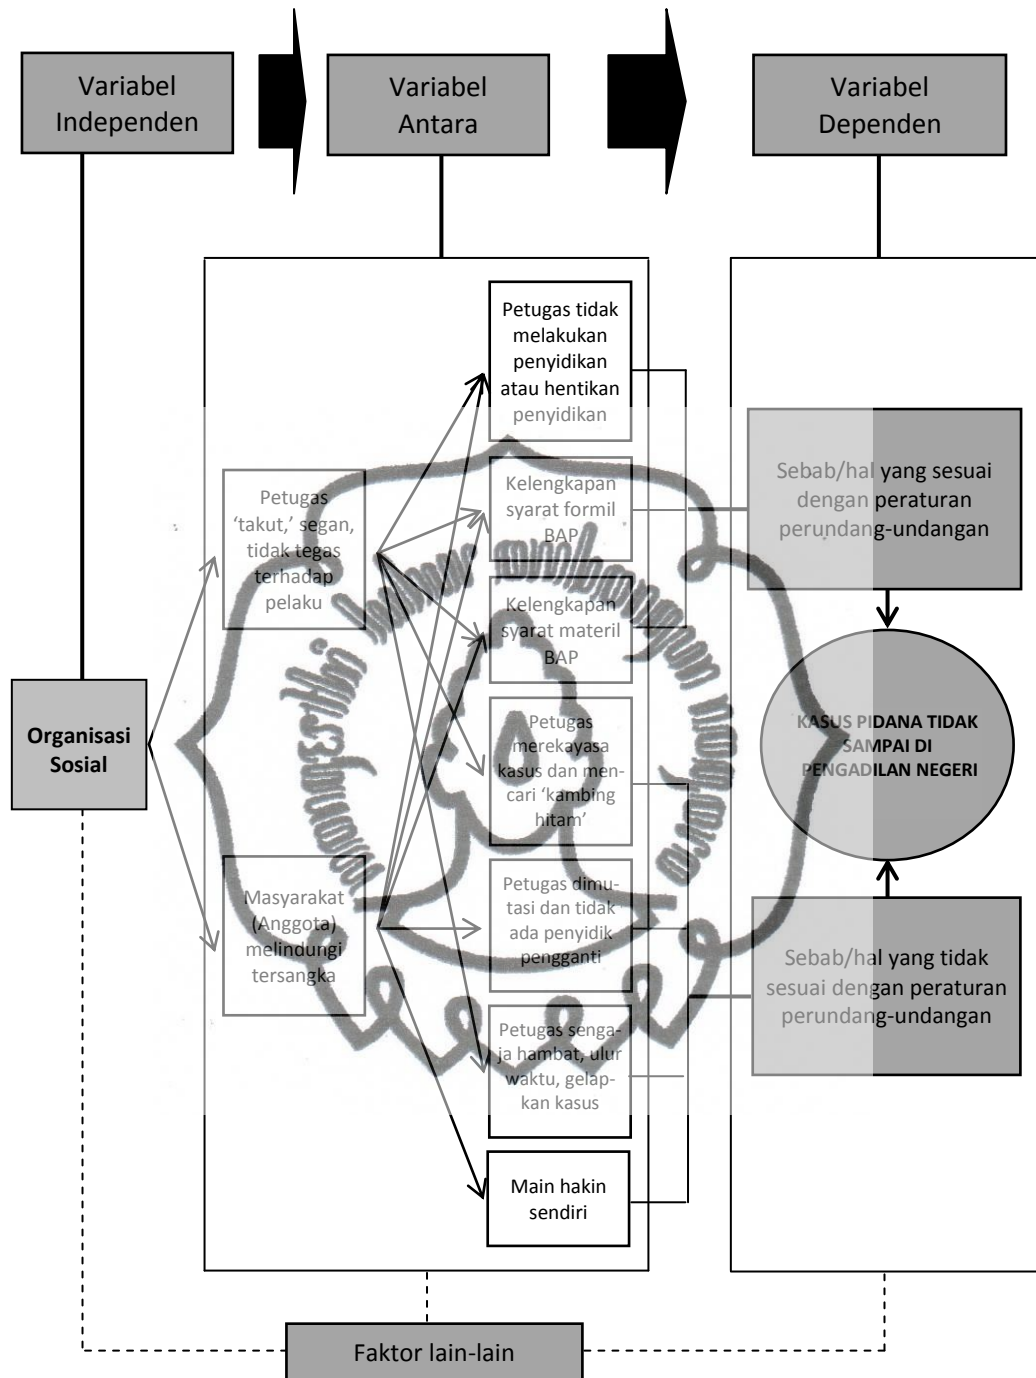 Variabel
Independen
Variabel
Antara
Variabel
Dependen
Petugas tidak
melakukan
penyidikan
atau hentikan
penyidikan
Petugas
‘takut,’ segan,
tidak tegas
terhadap
pelaku
Kelengkapan
syarat formil
BAP
Kelengkapan
syarat materil
BAP
Sebab/hal yang sesuai
dengan peraturan
perundang-undangan
Organisasi
Sosial
Petugas
merekayasa
kasus dan men-
cari ‘kambing
hitam’
KASUS PIDANA TIDAK
SAMPAI DI
PENGADILAN NEGERI
Masyarakat
(Anggota)
melindungi
tersangka
Petugas dimu-
tasi dan tidak
ada penyidik
pengganti
Petugas senga-
ja hambat, ulur
waktu, gelap-
kan kasus
Sebab/hal yang tidak
sesuai dengan peraturan
perundang-undangan
Main hakin
sendiri
Faktor lain-lain